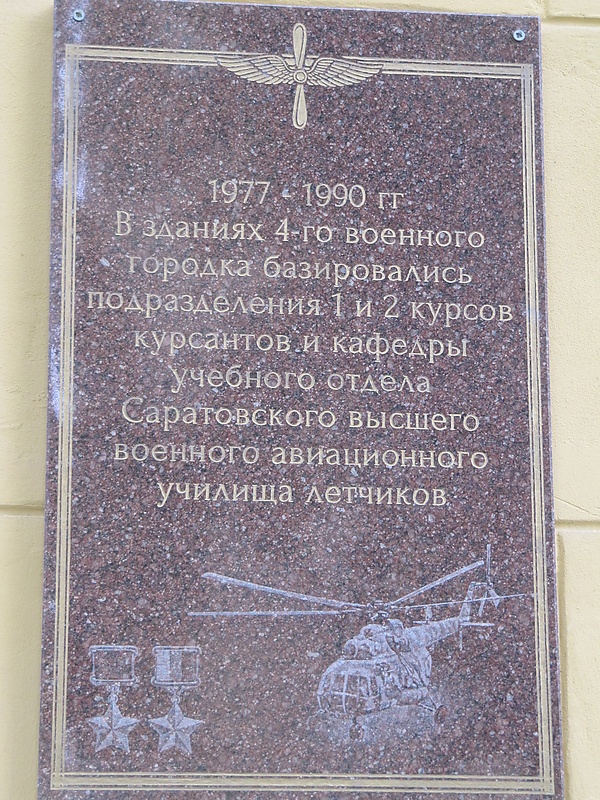 1977 - 1990 гг
В зданиях 4-го военного
городка базировались
подразделения 1 и 2 курсов
курсантов и кафедры
учебного отдела
Саратовского высшего
военного авиационного
училища летчиков